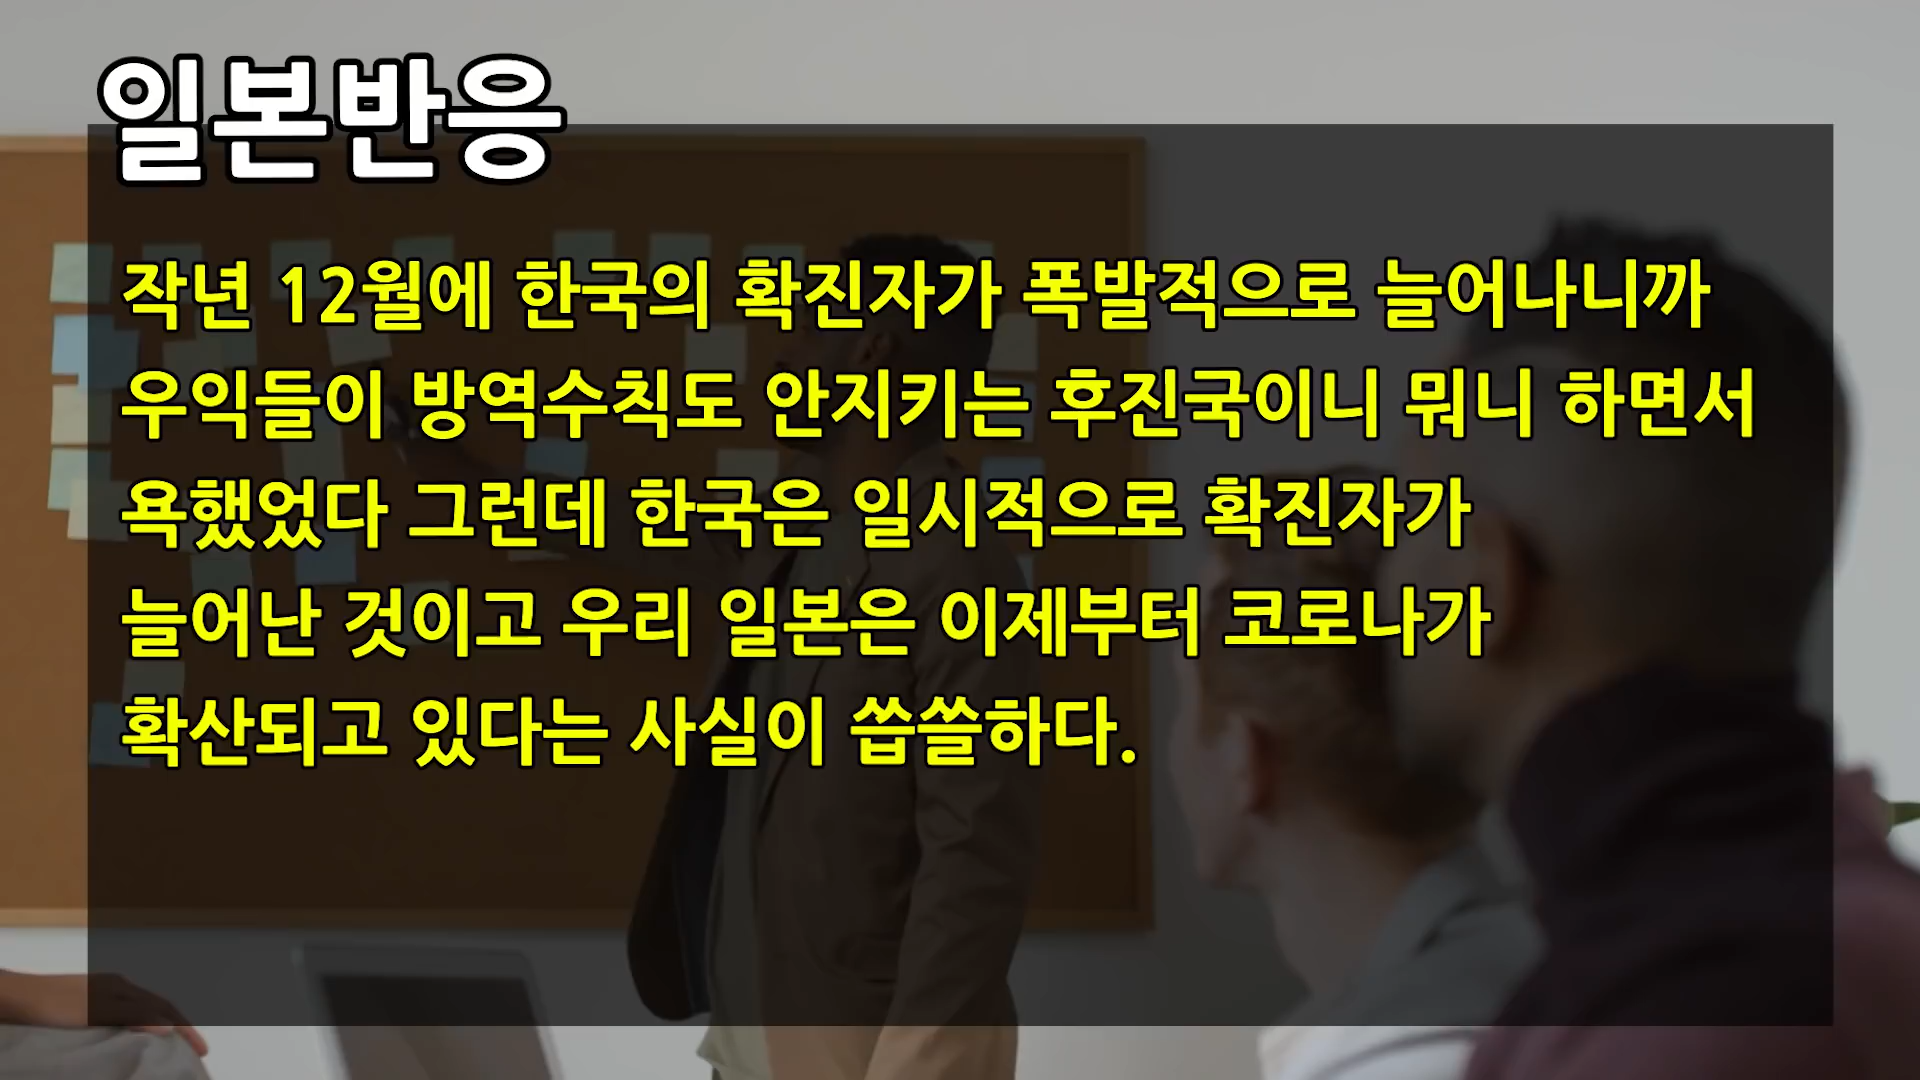 일본반응
작년 12월에 한국의 확진자가 폭발적으로 늘어나니까
우익들이 방역수칙도 안지키는 후진국이니 뭐니 하면서
욕했었다 그런데 한국은 일시적으로 확진자가
늘어난 것이고 우리 일본은 이제부터 코로나가
확산되고 있다는 사실이 씁쓸하다.